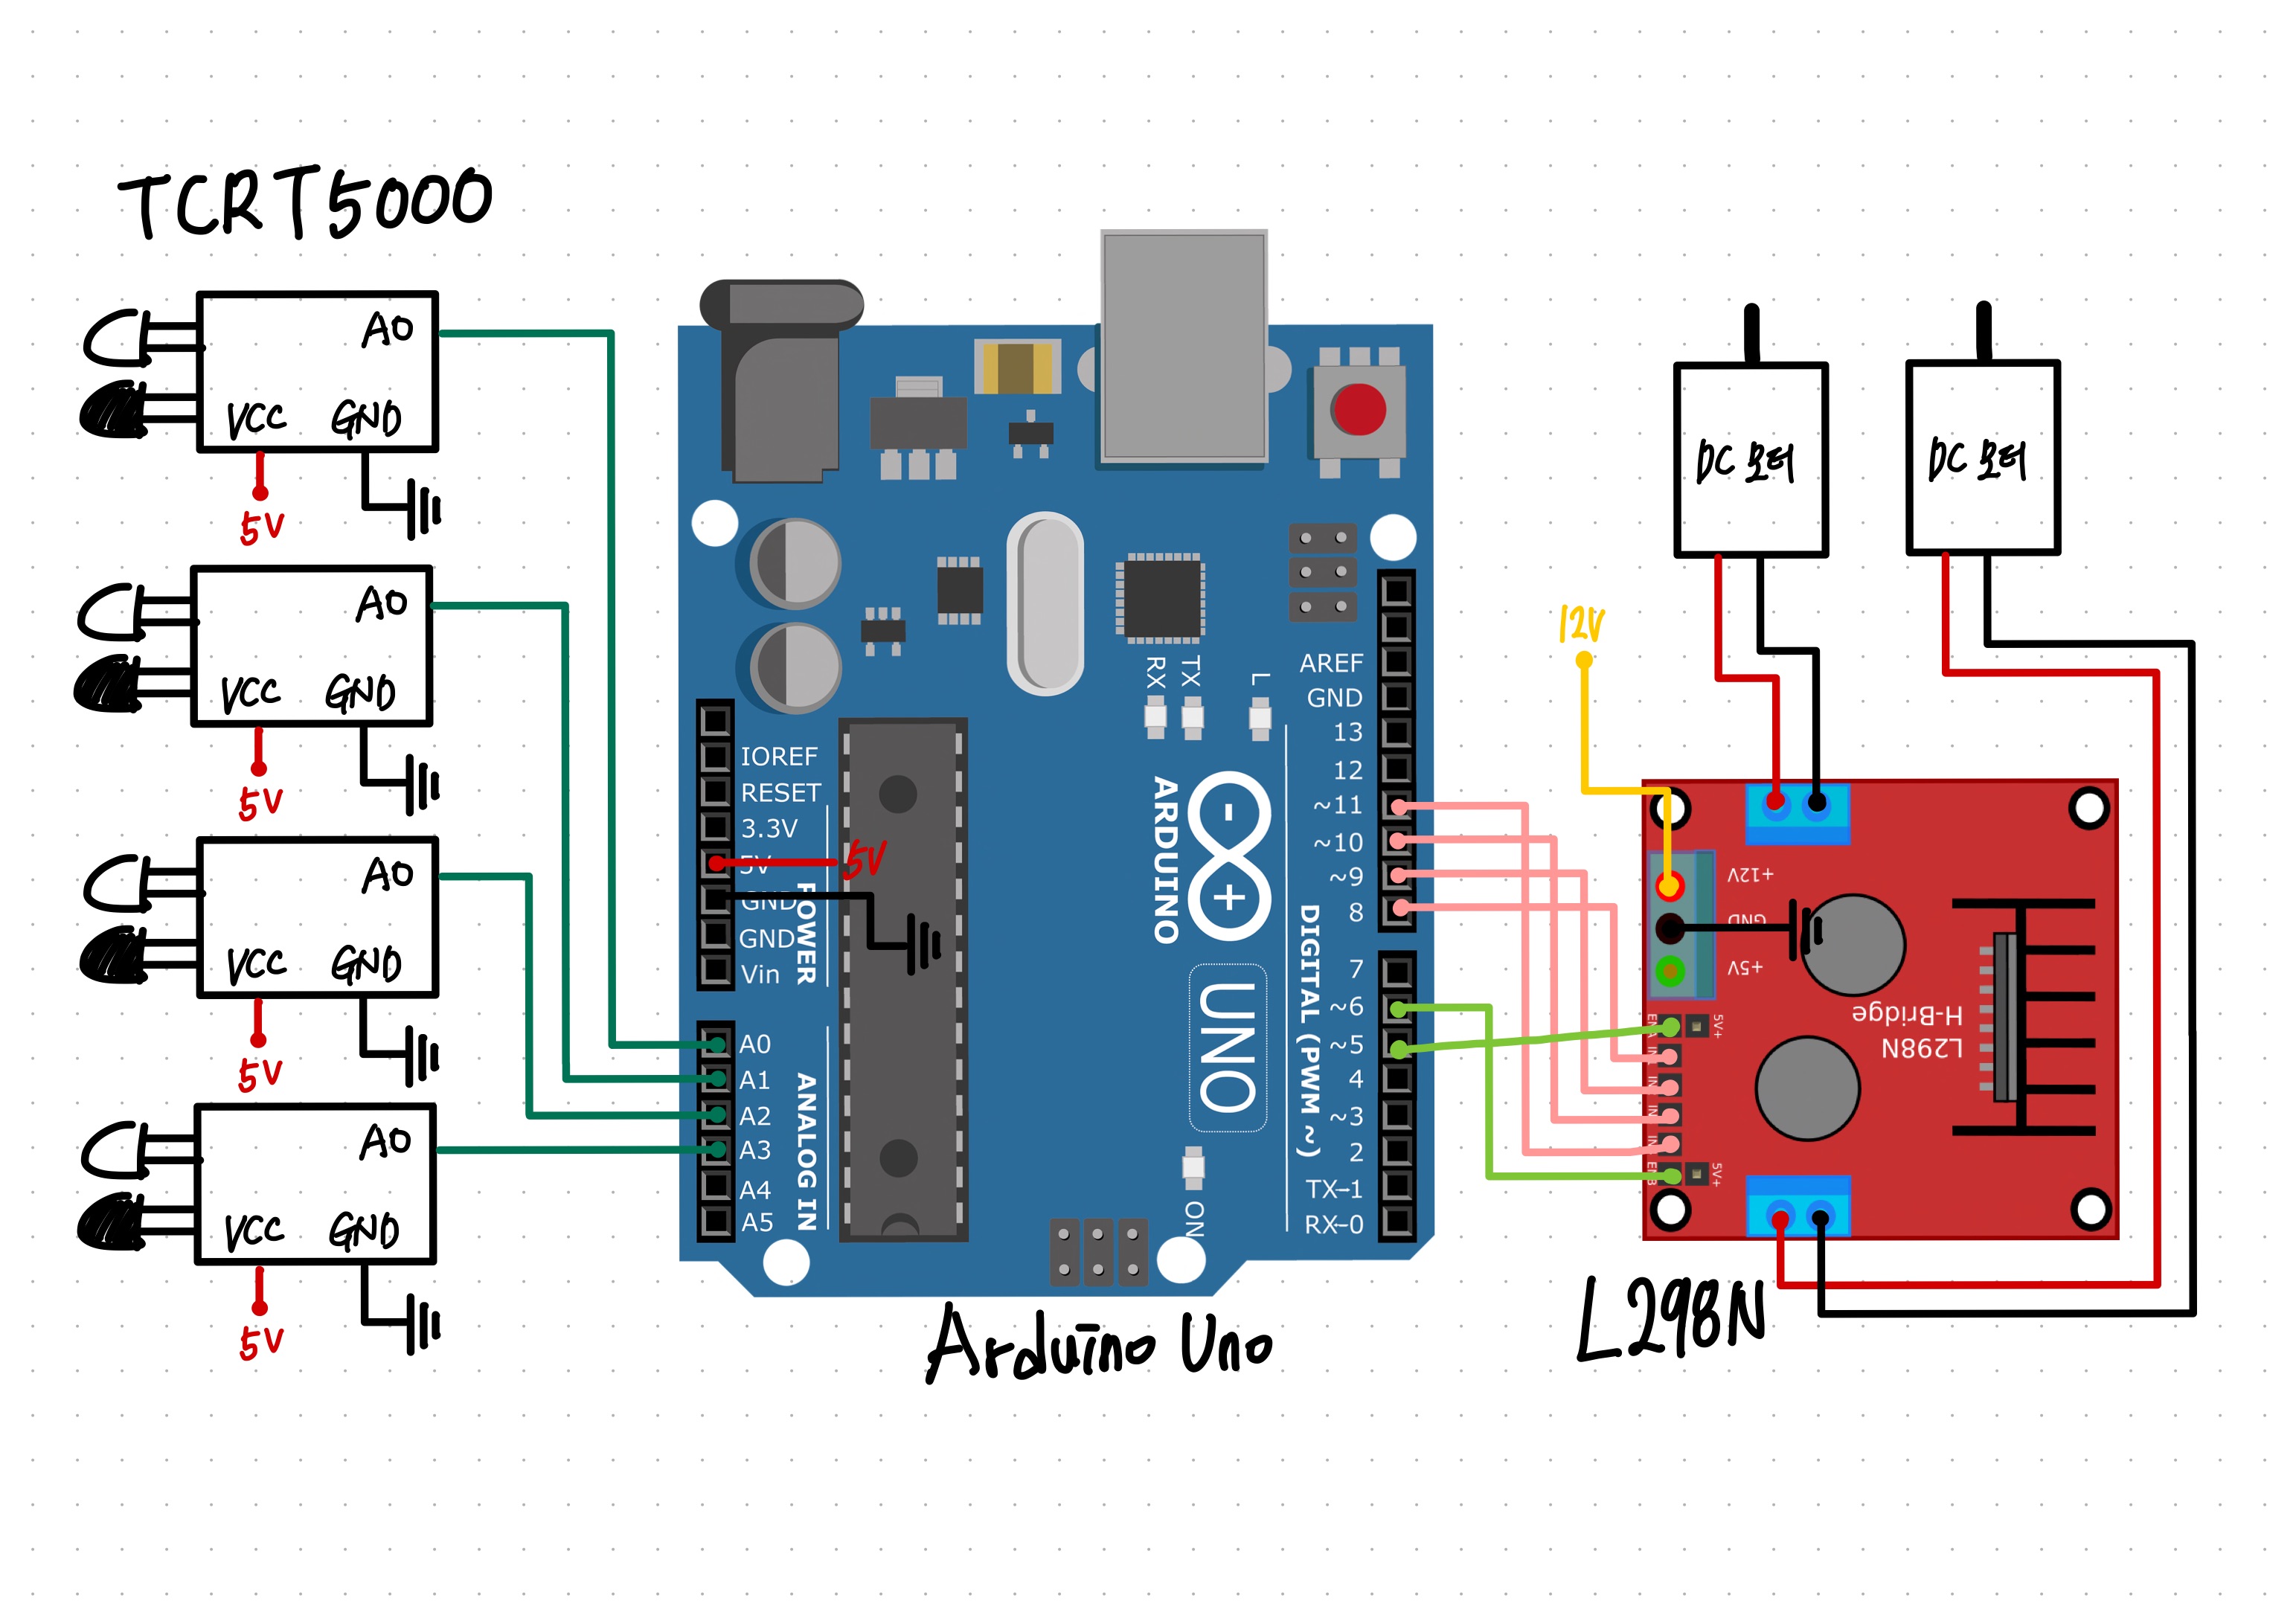 TCRT5000
A0
VCC GND
5V
A0
VCC GND
5V
A0
VCC GND
5V
A0
VCC GND
5V
IOREF
RESET
3.3V
5V
5V
GND
GND
Vin
POWER
A0
A1
A2
A3
A4
A5
ANALOG IN
RX
TX
L
ARDUINO
UNO
ON
AREF
GND
13
12
~11
~10
~9
8
7
~6
~5
4
~3
2
TX→1
RX←0
DIGITAL (PWM ~)
Arduino Uno
DC 모터
DC 모터
12V
+12V
GND
+5V
5V+
5V+
L298N
H-Bridge
L298N